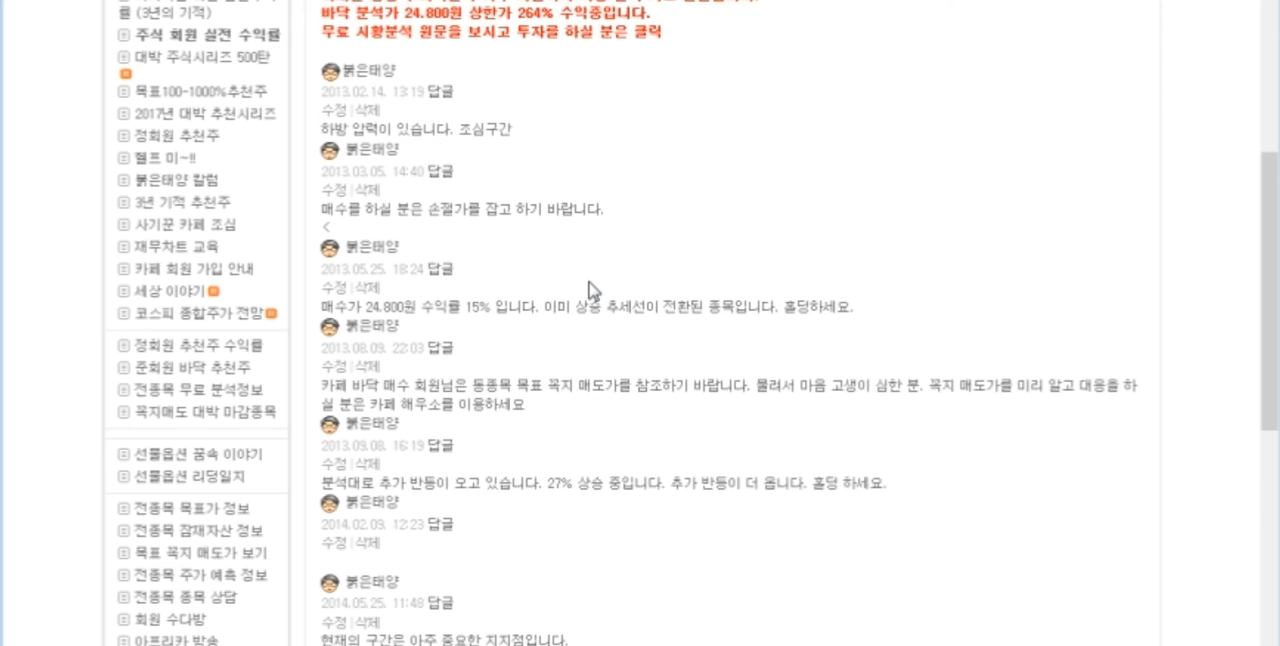 률 (3년의 기적)
주식 회원 실전 수익률
대박 주식시리즈 500탄
목표100-1000%추천주
2017년 대박 추천시리즈
정회원 추천주
헬프 미~!!
붉은태양 칼럼
3년 기적 추천주
사기꾼 카페 조심
재무차트 교육
카페 회원 가입 안내
세상 이야기
코스피 종합주가 전망
정회원 추천주 수익률
준회원 바닥 추천주
전종목 무료 분석정보
꼭지매도 대박 마감종목
선물옵션 꿈속 이야기
선물옵션 리딩일지
전종목 목표가 정보
전종목 잠재자산 정보
목표 꼭지 매도가 보기
전종목 주가 예측 정보
전종목 종목 상담
회원 수다방
아프리카 방송
바닥 분석가 24.800원 상한가 264% 수익중입니다.
무료 시황분석 원문을 보시고 투자를 하실 분은 클릭
붉은태양
2013.02.14. 13:19 답글
수정 | 삭제
하방 압력이 있습니다. 조심구간
붉은태양
2013.03.05. 14:40 답글
수정 | 삭제
매수를 하실 분은 손절가를 잡고 하기 바랍니다.
<
붉은태양
2013.05.25. 18:24 답글
수정 | 삭제
매수가 24.800원 수익률 15% 입니다. 이미 상승 추세선이 전환된 종목입니다. 홀딩하세요.
붉은태양
2013.08.09. 22:03 답글
수정 | 삭제
카페 바닥 매수 회원님은 동종목 목표 꼭지 매도가를 참조하기 바랍니다. 물려서 마음 고생이 심한 분. 꼭지 매도가를 미리 알고 대응을 하
실 분은 카페 해우소를 이용하세요
붉은태양
2013.09.08. 16:19 답글
수정 | 삭제
분석대로 추가 반등이 오고 있습니다. 27% 상승 중입니다. 추가 반등이 더 옵니다. 홀딩 하세요.
붉은태양
2014.02.09. 12:23 답글
수정 | 삭제
붉은태양
2014.05.25. 11:48 답글
수정 | 삭제
현재의 구간은 아주 중요한 지지점입니다.